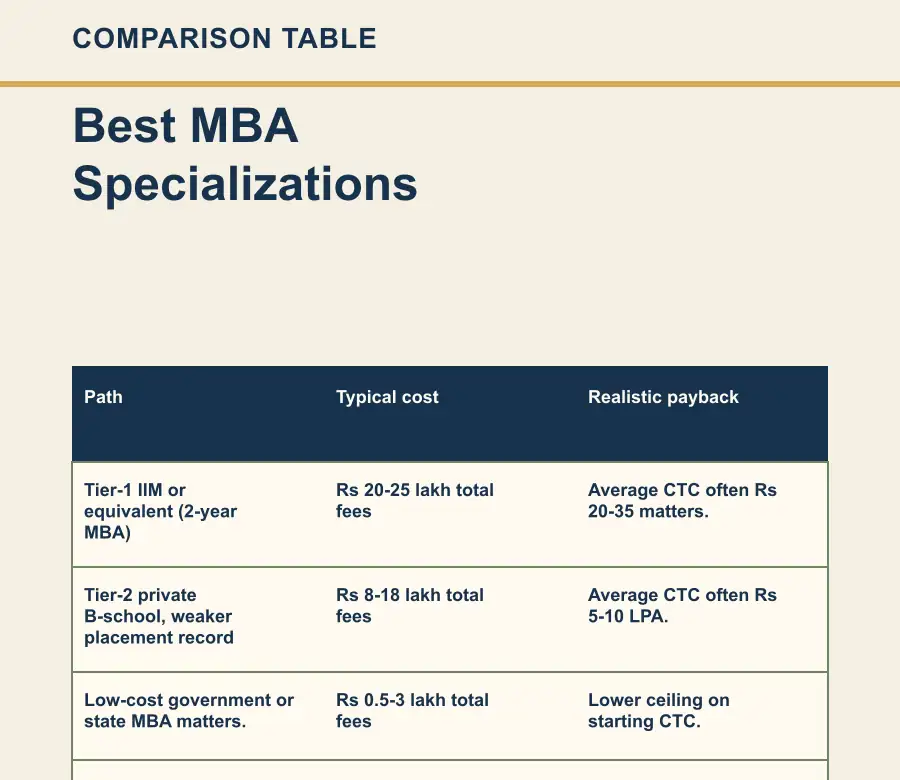 COMPARISON TABLE
Best MBA
Specializations
Path
Typical cost
Realistic payback
Tier-1 IIM or
equivalent (2-year
MBA)
Rs 20-25 lakh total
fees
Average CTC often Rs
20-35 matters.
Tier-2 private
B-school, weaker
placement record
Rs 8-18 lakh total
fees
Average CTC often Rs
5-10 LPA.
Low-cost government or
state MBA matters.
Rs 0.5-3 lakh total
fees
Lower ceiling on
starting CTC.